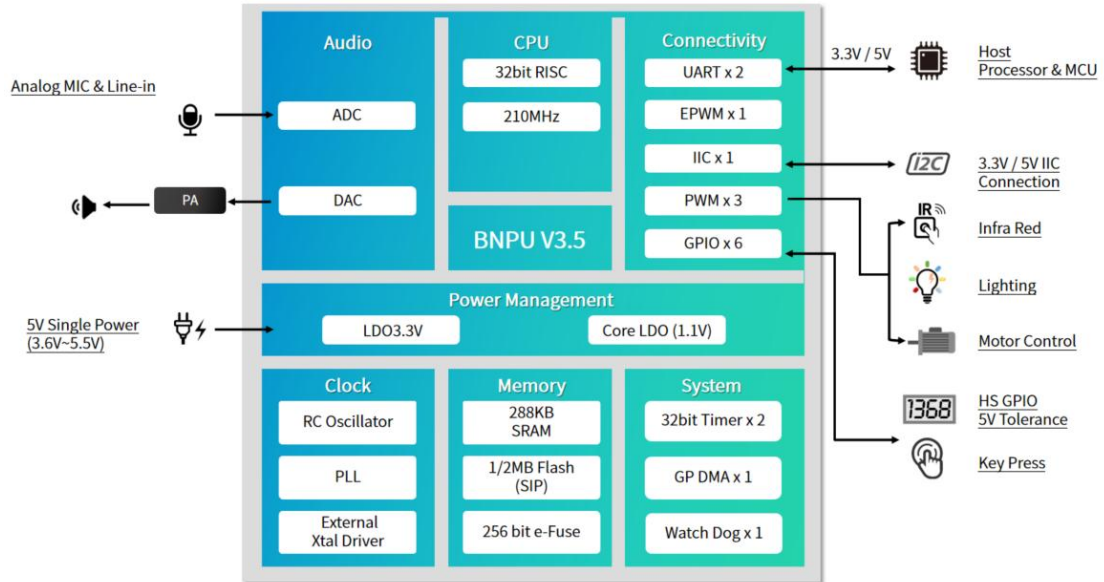 Audio
CPU
Connectivity
Analog MIC & Line-in
ADC
PA
DAC
32bit RISC
210MHz
BNPU V3.5
UART x 2
EPWM x 1
IIC x 1
PWM x 3
GPIO x 6
3.3V / 5V
Host
Processor & MCU
I2C
3.3V / 5V IIC
Connection
IR
Infra Red
Lighting
Motor Control
1368
HS GPIO
5V Tolerance
Key Press
5V Single Power
(3.6V~5.5V)
Power Management
LDO3.3V
Core LDO (1.1V)
Clock
RC Oscillator
PLL
External
Xtal Driver
Memory
288KB
SRAM
1/2MB Flash
(SIP)
256 bit e-Fuse
System
32bit Timer x 2
GP DMA x 1
Watch Dog x 1